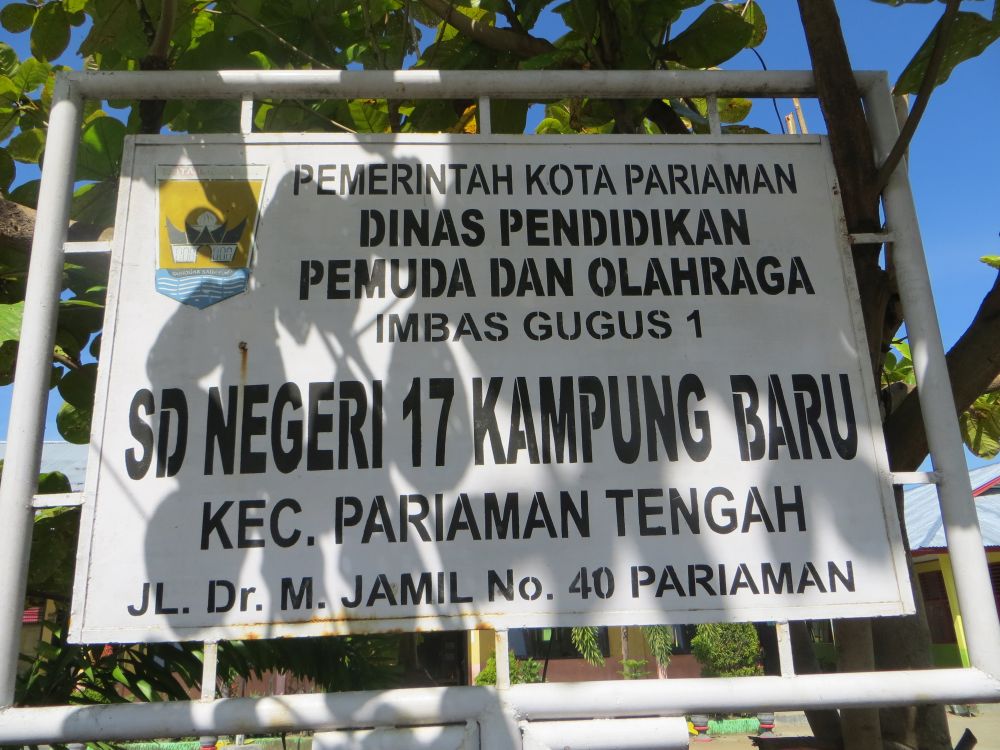 PEMERINTAH KOTA PARIAMAN
DINAS PENDIDIKAN
PEMUDA DAN OLAHRAGA
IMBAS GUGUS 1
SD NEGERI 17 KAMPUNG BARU
KEC. PARIAMAN TENGAH
JL. Dr. M. JAMIL No. 40 PARIAMAN